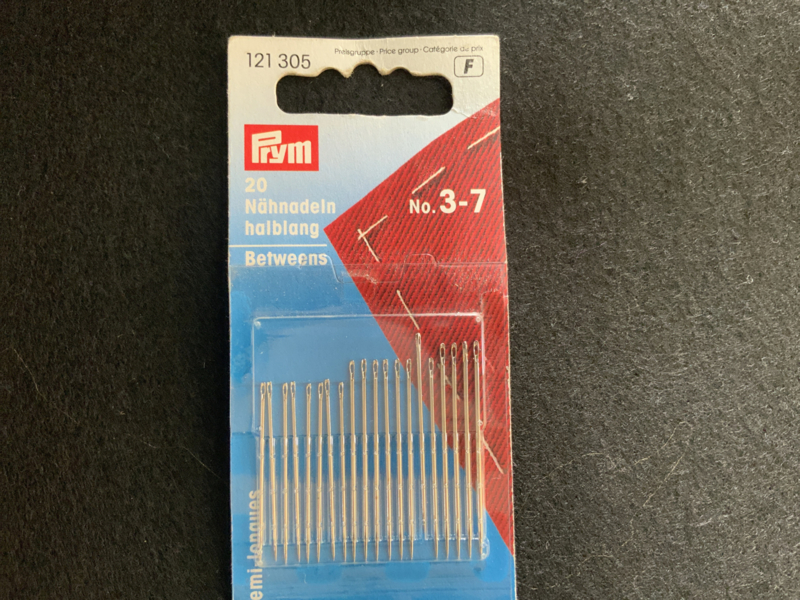 121 305
Preisgruppe · Price group · Catégorie du prix
F
Prym
20
Nähnadeln
halblang
No. 3-7
Betweens
emi-longues